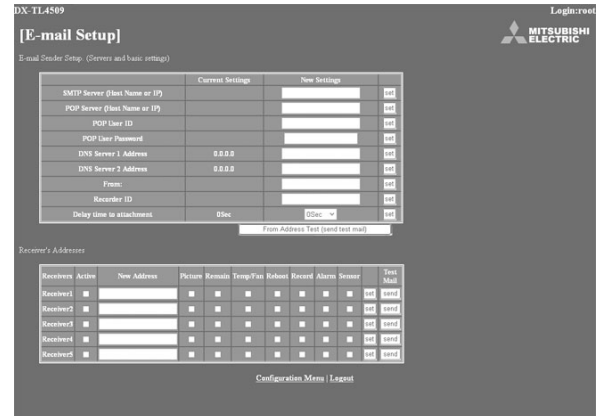 DX-TL4509 Login:root
[E-mail Setup]
MITSUBISHI
ELECTRIC
E-mail Sender Setup. (Servers and basic settings)
Current Settings New Settings
SMTP Server (Host Name or IP) set
POP Server (Host Name or IP) set
POP User ID set
POP User Password set
DNS Server 1 Address 0.0.0.0 set
DNS Server 2 Address 0.0.0.0 set
From: set
Recorder ID set
Delay time to attachment 0Sec 0Sec set
From Address Test (send test mail)
Receiver's Addresses
Receivers Active New Address Picture Remain Temp/Fan Reboot Record Alarm Sensor Test Mail
Receiver1 set send
Receiver2 set send
Receiver3 set send
Receiver4 set send
Receiver5 set send
Configuration Menu | Logout